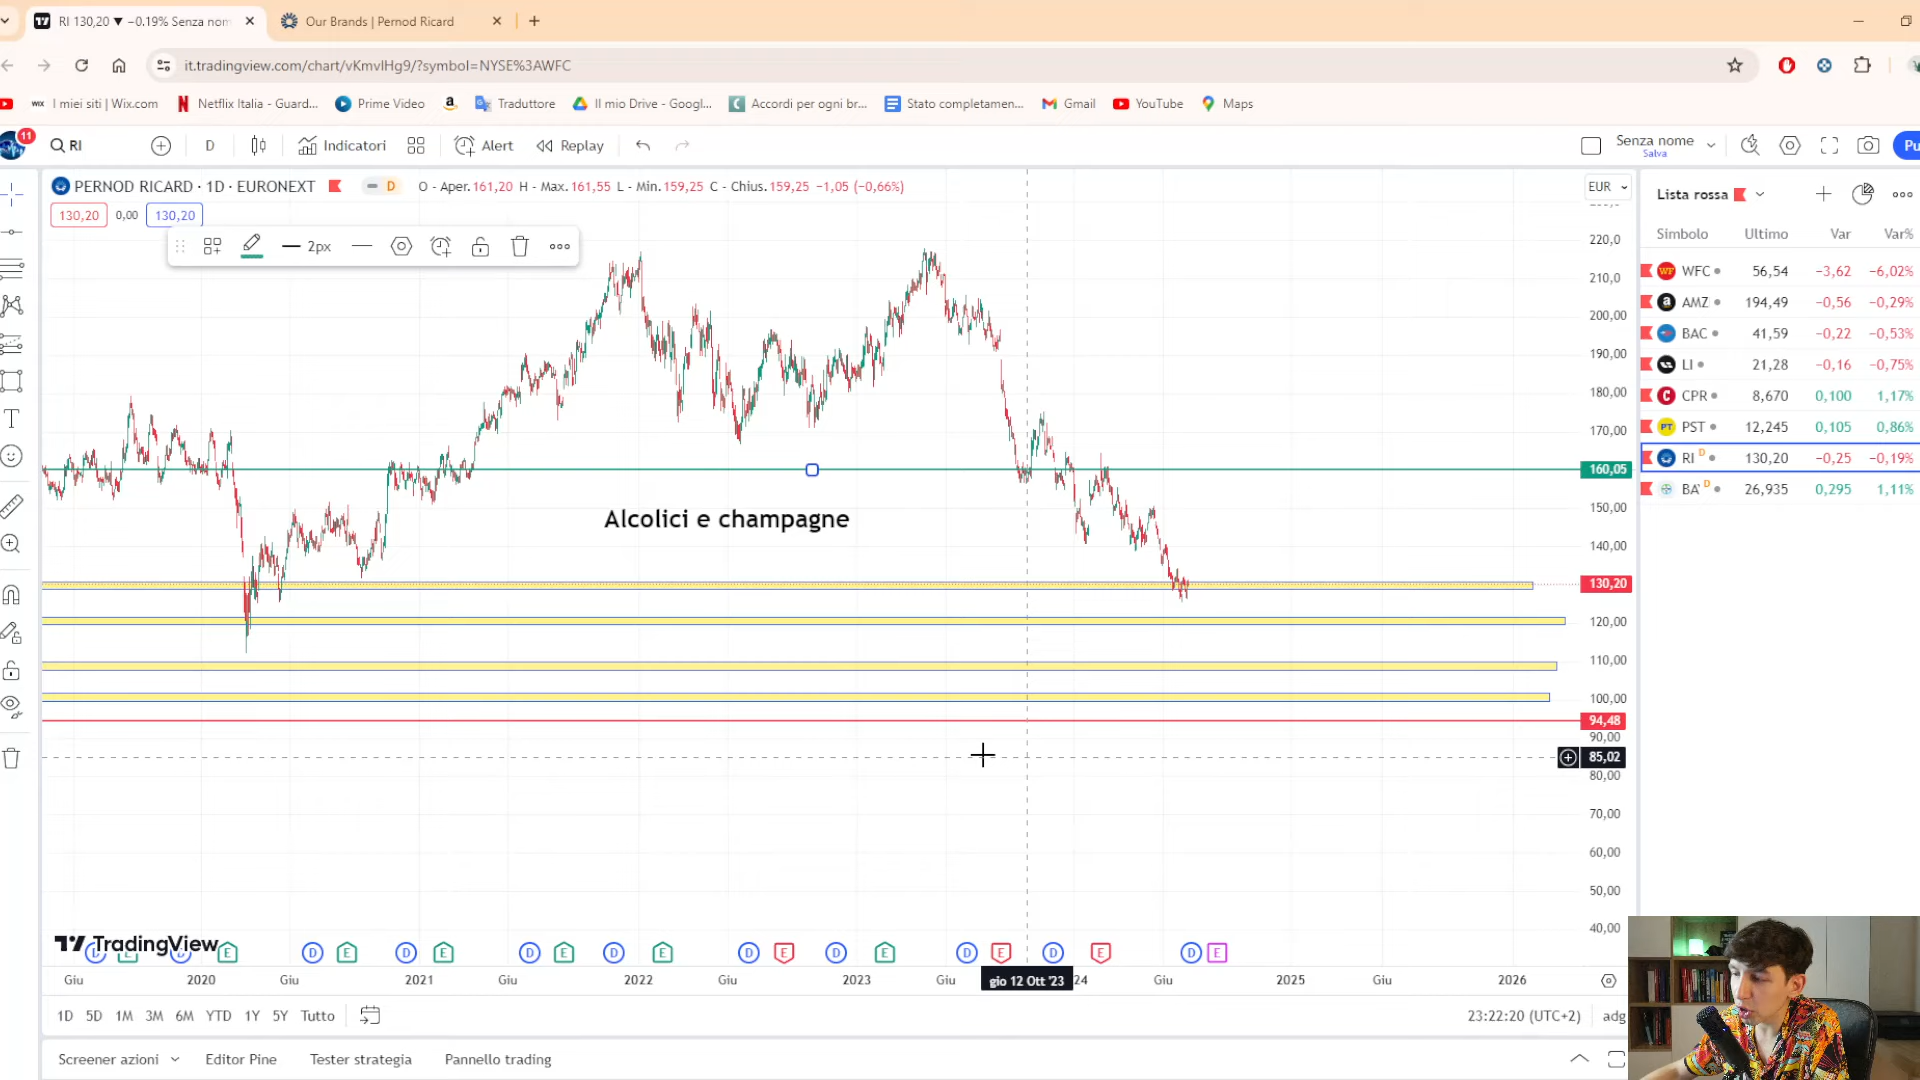 RI 130,20 ▼ −0.19% Senza nom
Our Brands | Pernod Ricard
it.tradingview.com/chart/vKmvIHg9/?symbol=NYSE%3AWFC
I miei siti | Wix.com
Netflix Italia - Guard...
Prime Video
Traduttore
Il mio Drive - Googl...
Accordi per ogni br...
Stato completamen...
Gmail
YouTube
Maps
11
RI
D
Indicatori
Alert
Replay
Senza nome
Salva
Pu
PERNOD RICARD · 1D · EURONEXT
D
O - Aper. 161,20 H - Max. 161,55 L - Min. 159,25 C - Chius. 159,25 −1,05 (−0,66%)
EUR
130,20
0,00
130,20
2px
Lista rossa
Simbolo Ultimo Var Var%
WFC 56,54 −3,62 −6,02%
AMZ 194,49 −0,56 −0,29%
BAC 41,59 −0,22 −0,53%
LI 21,28 −0,16 −0,75%
CPR 8,670 0,100 1,17%
PST 12,245 0,105 0,86%
RI D 130,20 −0,25 −0,19%
BA D 26,935 0,295 1,11%
220,0
210,0
200,00
190,00
180,00
170,00
160,05
150,00
140,00
130,20
120,00
110,00
100,00
94,48
90,00
85,02
80,00
70,00
60,00
50,00
40,00
Alcolici e champagne
TradingView
D E D E D E D E D E D E D E D E D E D E D E
Giu 2020 Giu 2021 Giu 2022 Giu 2023 Giu gio 12 Ott '23 24 Giu 2025 Giu 2026
1D 5D 1M 3M 6M YTD 1Y 5Y Tutto
23:22:20 (UTC+2)
adg
Screener azioni
Editor Pine
Tester strategia
Pannello trading